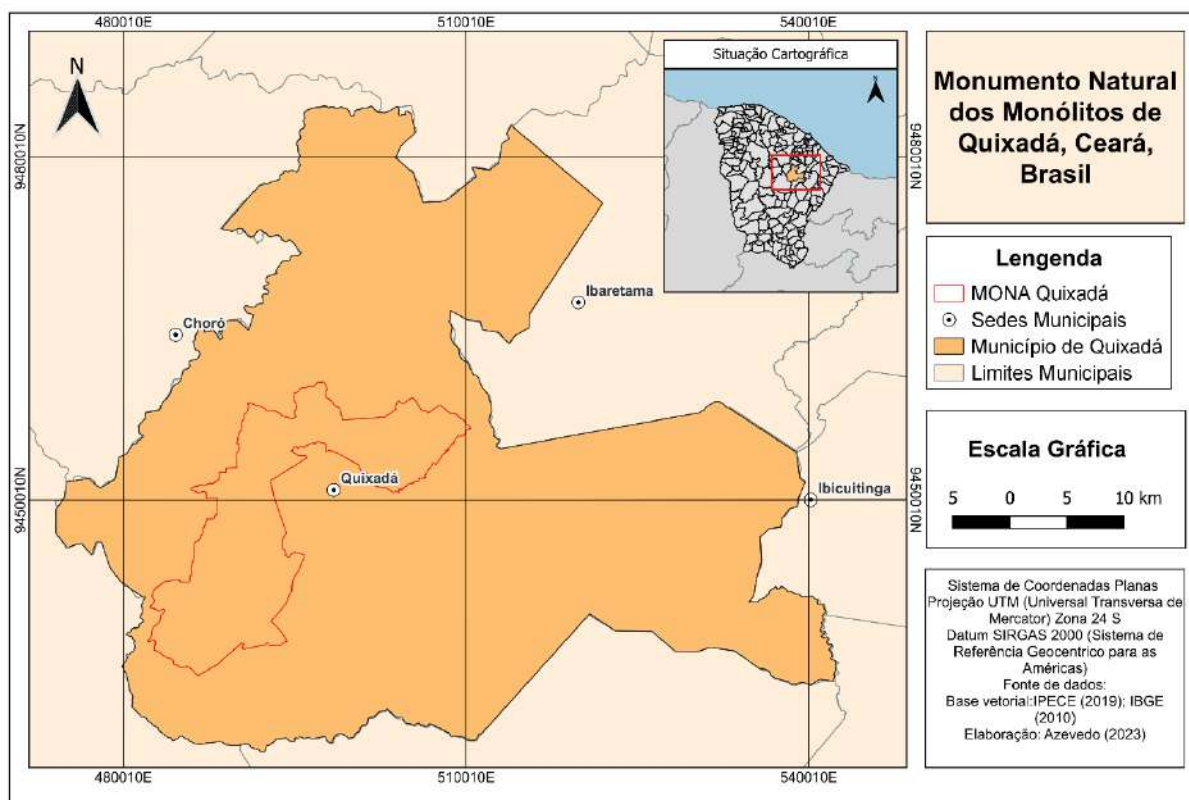 480010E
510010E
540010E
N
9480010N
9480010N
9450010N
9450010N
Situação Cartográfica
N
Choró
Ibaretama
Quixadá
Ibicuitinga
480010E
510010E
540010E
Monumento Natural
dos Monólitos de
Quixadá, Ceará,
Brasil
Lengenda
MONA Quixadá
Sedes Municipais
Município de Quixadá
Limites Municipais
Escala Gráfica
5 0 5 10 km
Sistema de Coordenadas Planas
Projeção UTM (Universal Transversa de
Mercator) Zona 24 S
Datum SIRGAS 2000 (Sistema de
Referência Geocentrico para as
Américas)
Fonte de dados:
Base vetorial:IPECE (2019); IBGE
(2010)
Elaboração: Azevedo (2023)